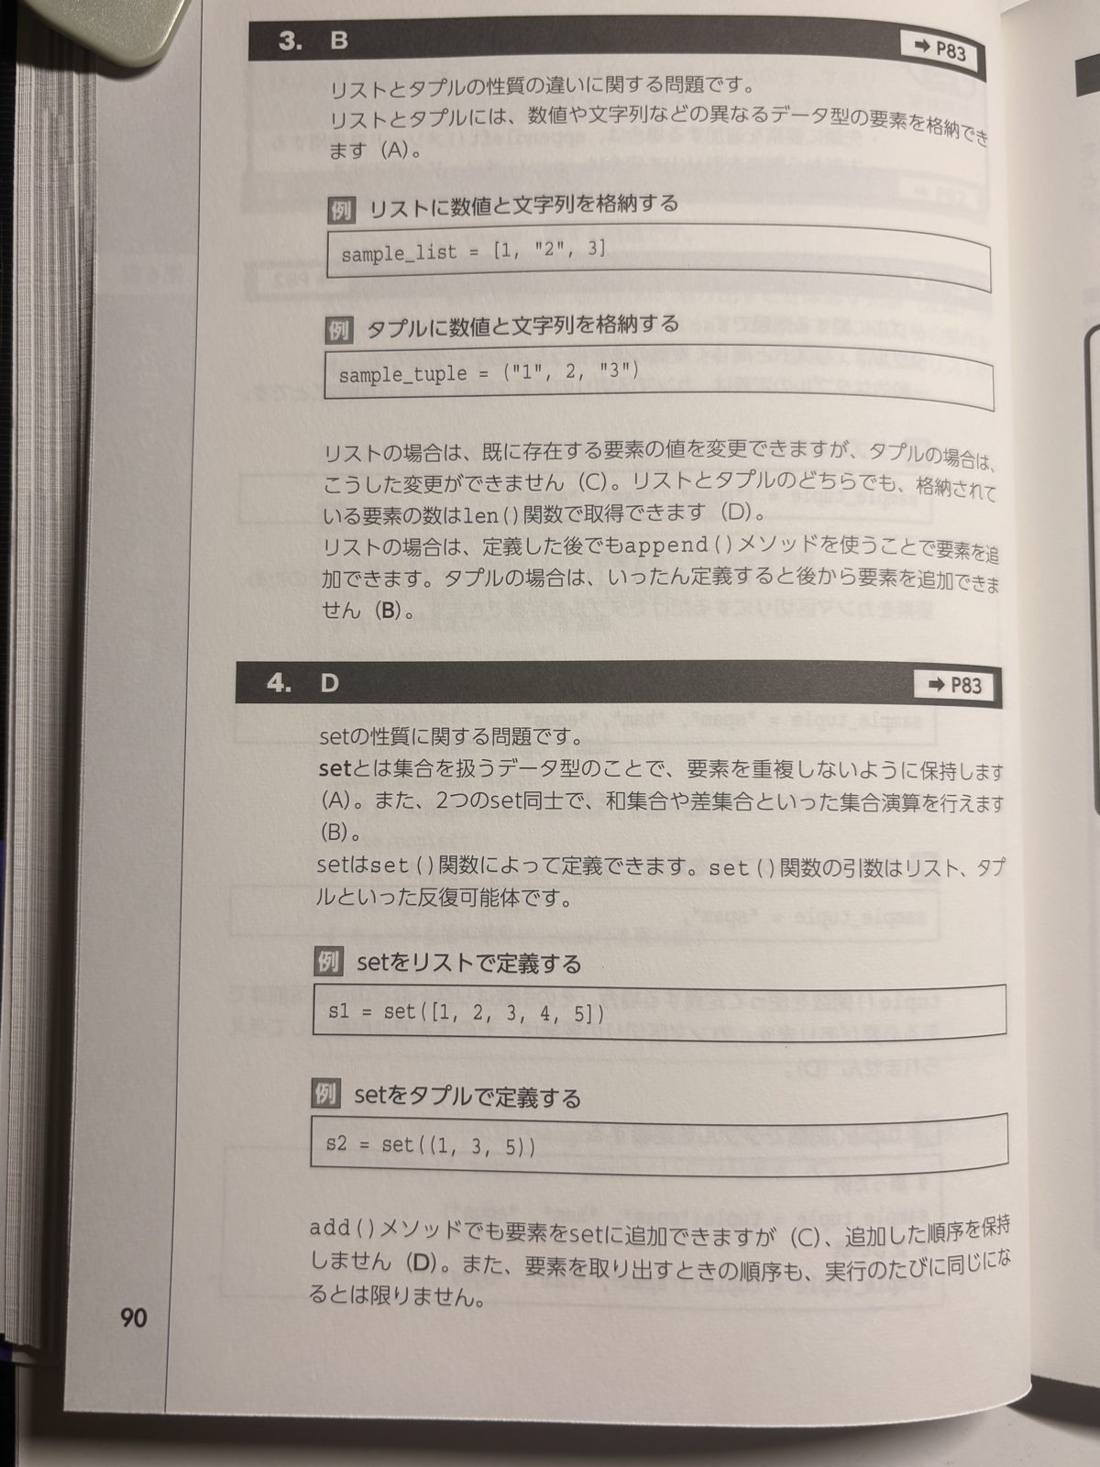 3. B ➡ P83
リストとタプルの性質の違いに関する問題です。
リストとタプルには、数値や文字列などの異なるデータ型の要素を格納でき
ます（A）。
例 リストに数値と文字列を格納する
sample_list = [1, "2", 3]
例 タプルに数値と文字列を格納する
sample_tuple = ("1", 2, "3")
リストの場合は、既に存在する要素の値を変更できますが、タプルの場合は、
こうした変更ができません（C）。リストとタプルのどちらでも、格納されて
いる要素の数はlen()関数で取得できます（D）。
リストの場合は、定義した後でもappend()メソッドを使うことで要素を追
加できます。タプルの場合は、いったん定義すると後から要素を追加できま
せん（B）。
4. D ➡ P83
setの性質に関する問題です。
setとは集合を扱うデータ型のことで、要素を重複しないように保持します
（A）。また、2つのset同士で、和集合や差集合といった集合演算を行えます
（B）。
setはset()関数によって定義できます。set()関数の引数はリスト、タプ
ルといった反復可能体です。
例 setをリストで定義する
s1 = set([1, 2, 3, 4, 5])
例 setをタプルで定義する
s2 = set((1, 3, 5))
add()メソッドでも要素をsetに追加できますが（C）、追加した順序を保持
しません（D）。また、要素を取り出すときの順序も、実行のたびに同じにな
るとは限りません。
90